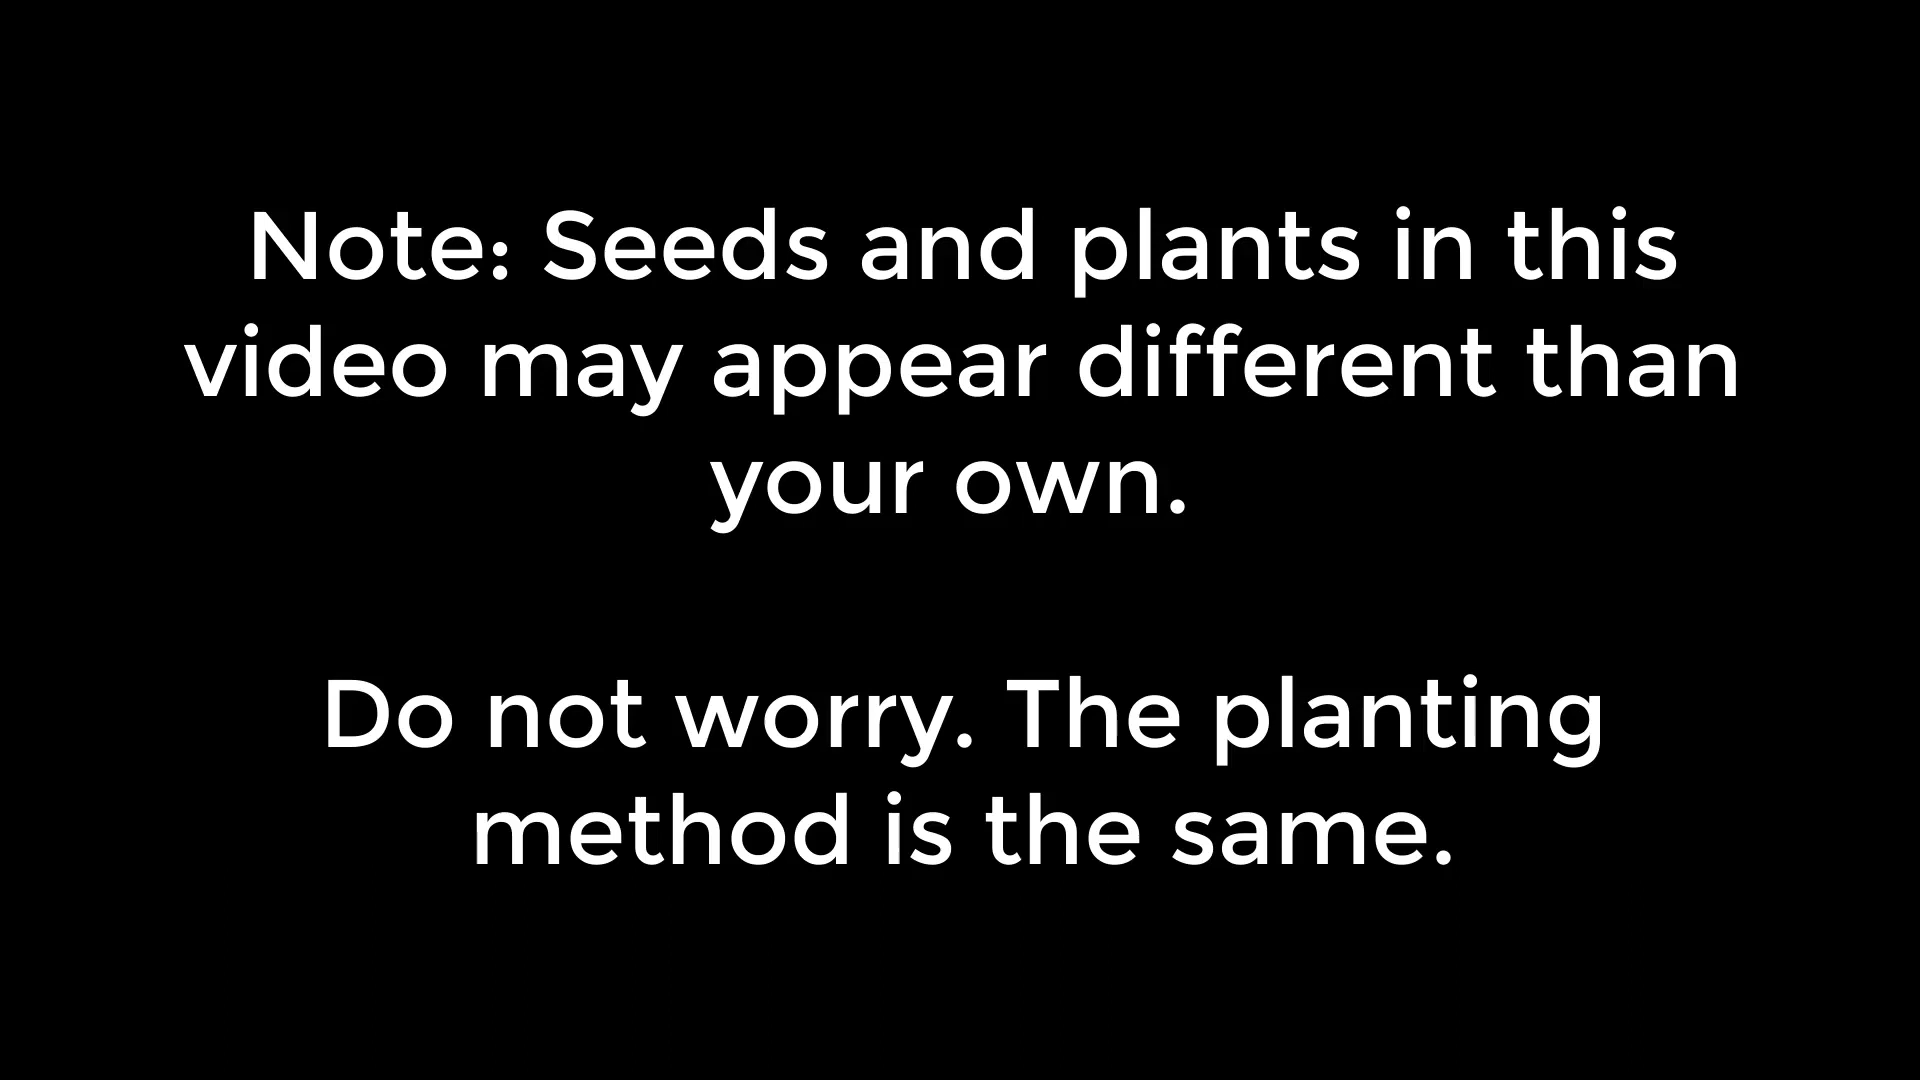 Note: Seeds and plants in this
video may appear different than
your own.
Do not worry. The planting
method is the same.